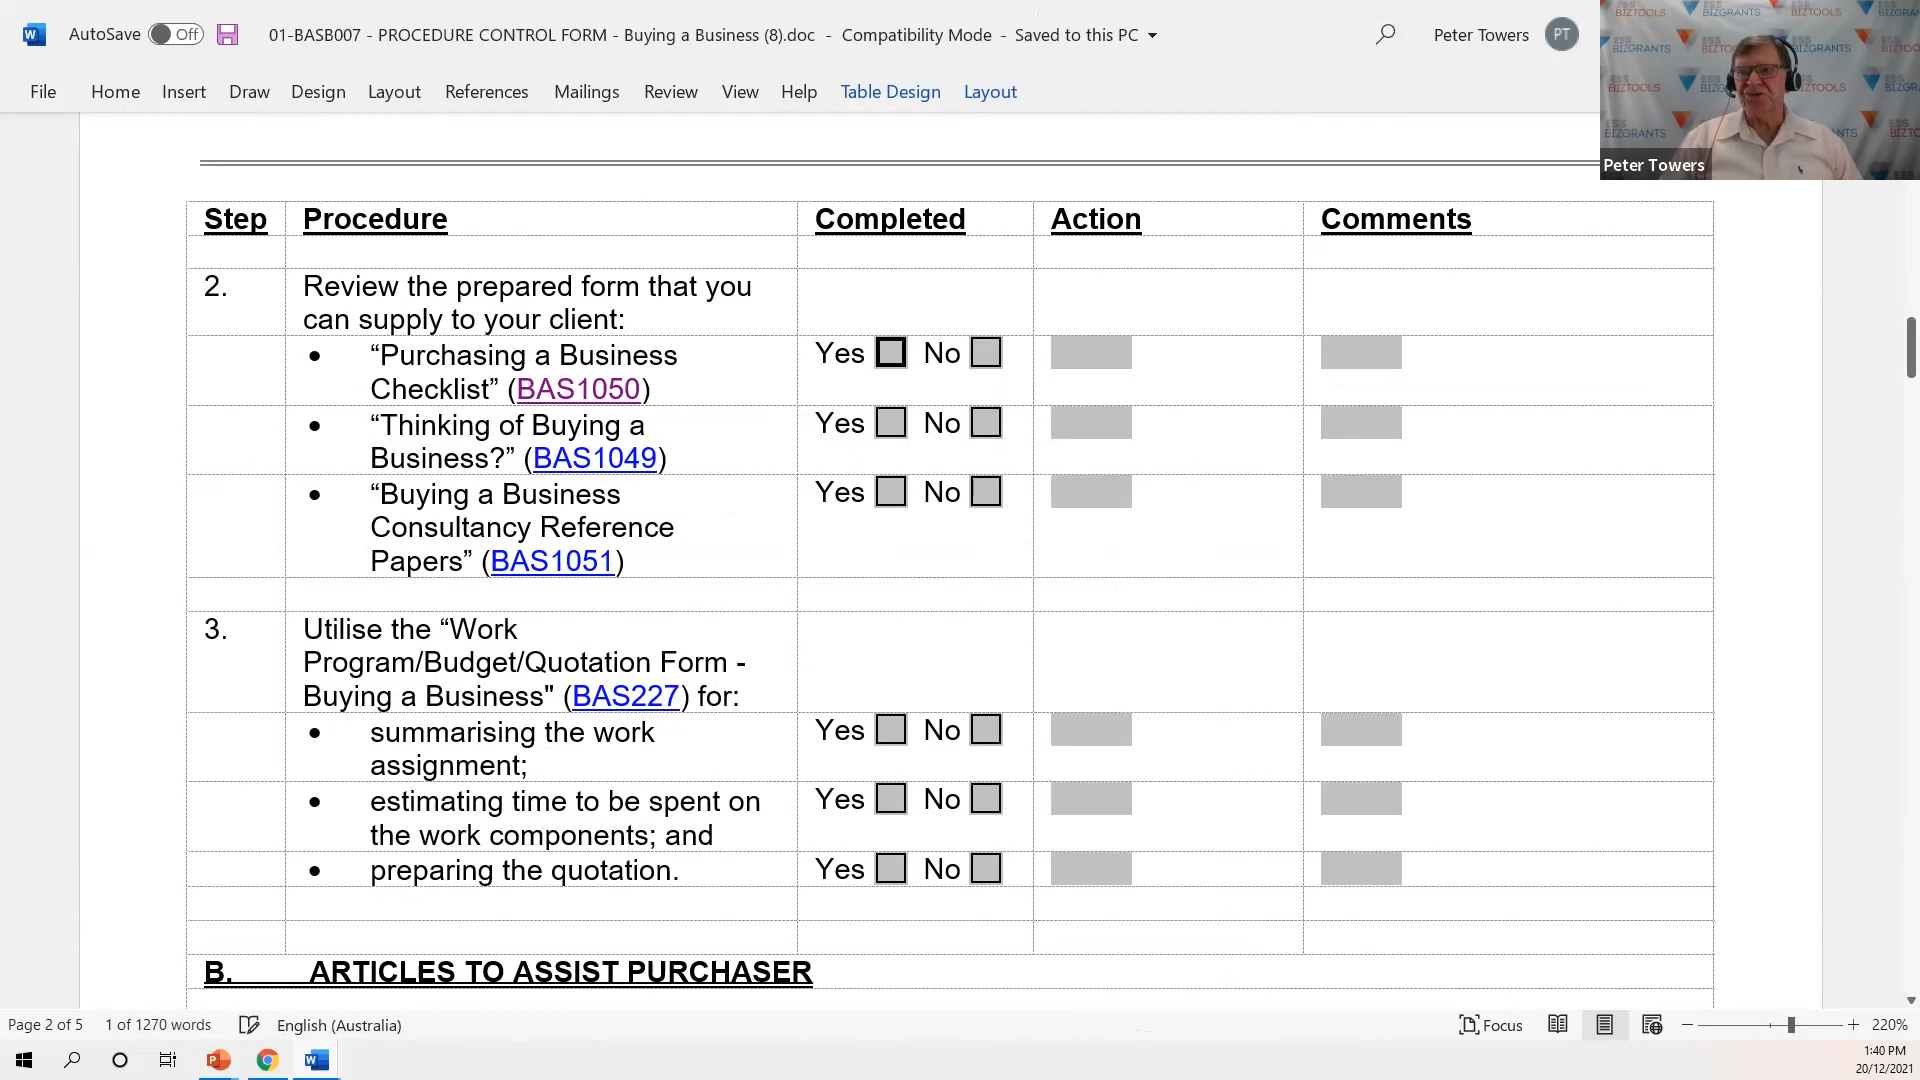 AutoSave Off 01-BASB007 - PROCEDURE CONTROL FORM - Buying a Business (8).doc - Compatibility Mode - Saved to this PC Peter Towers PT
File Home Insert Draw Design Layout References Mailings Review View Help Table Design Layout
Peter Towers
Step Procedure Completed Action Comments
2. Review the prepared form that you
can supply to your client:
• “Purchasing a Business Yes No
Checklist” (BAS1050)
• “Thinking of Buying a Yes No
Business?” (BAS1049)
• “Buying a Business Yes No
Consultancy Reference
Papers” (BAS1051)
3. Utilise the “Work
Program/Budget/Quotation Form -
Buying a Business" (BAS227) for:
• summarising the work Yes No
assignment;
• estimating time to be spent on Yes No
the work components; and
• preparing the quotation. Yes No
B. ARTICLES TO ASSIST PURCHASER
Page 2 of 5 1 of 1270 words English (Australia) Focus 220%
1:40 PM
20/12/2021